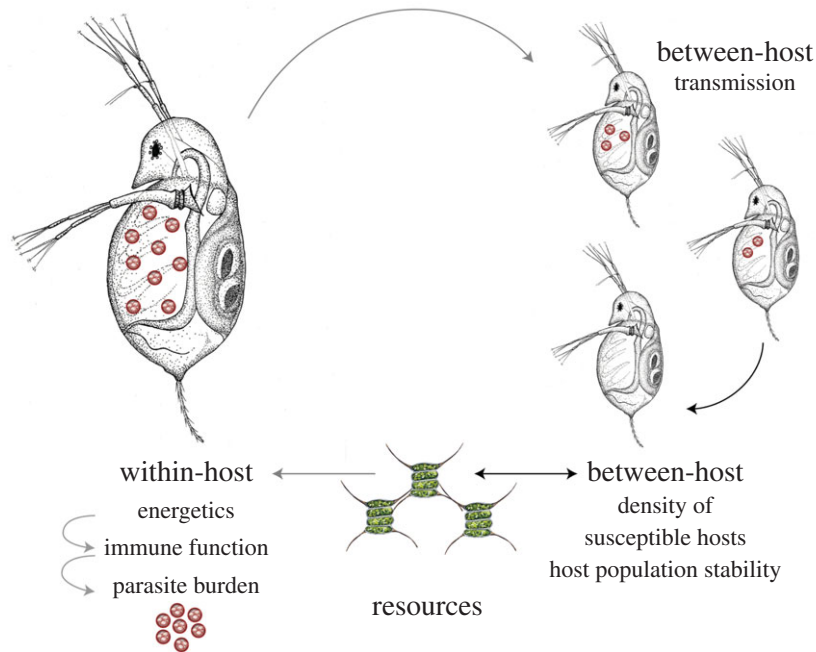 between-host
transmission
within-host
energetics
immune function
parasite burden
resources
between-host
density of
susceptible hosts
host population stability